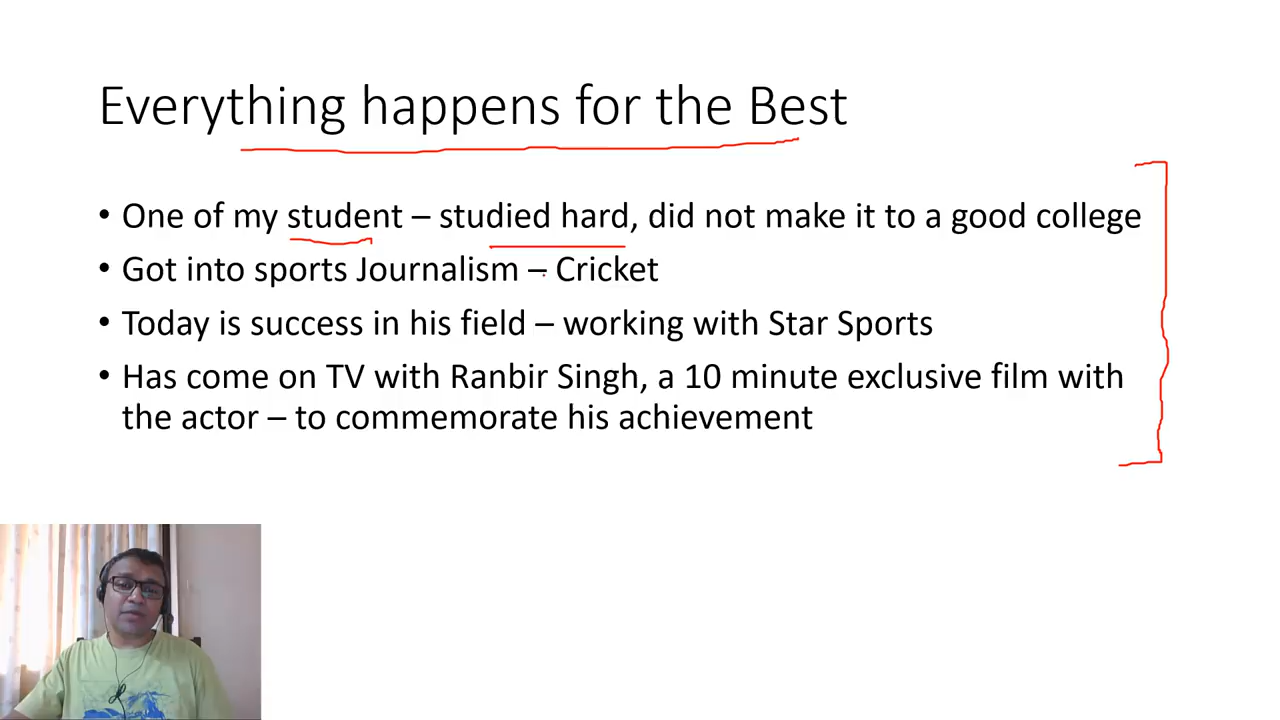 Everything happens for the Best
• One of my student – studied hard, did not make it to a good college
• Got into sports Journalism – Cricket
• Today is success in his field – working with Star Sports
• Has come on TV with Ranbir Singh, a 10 minute exclusive film with
the actor – to commemorate his achievement